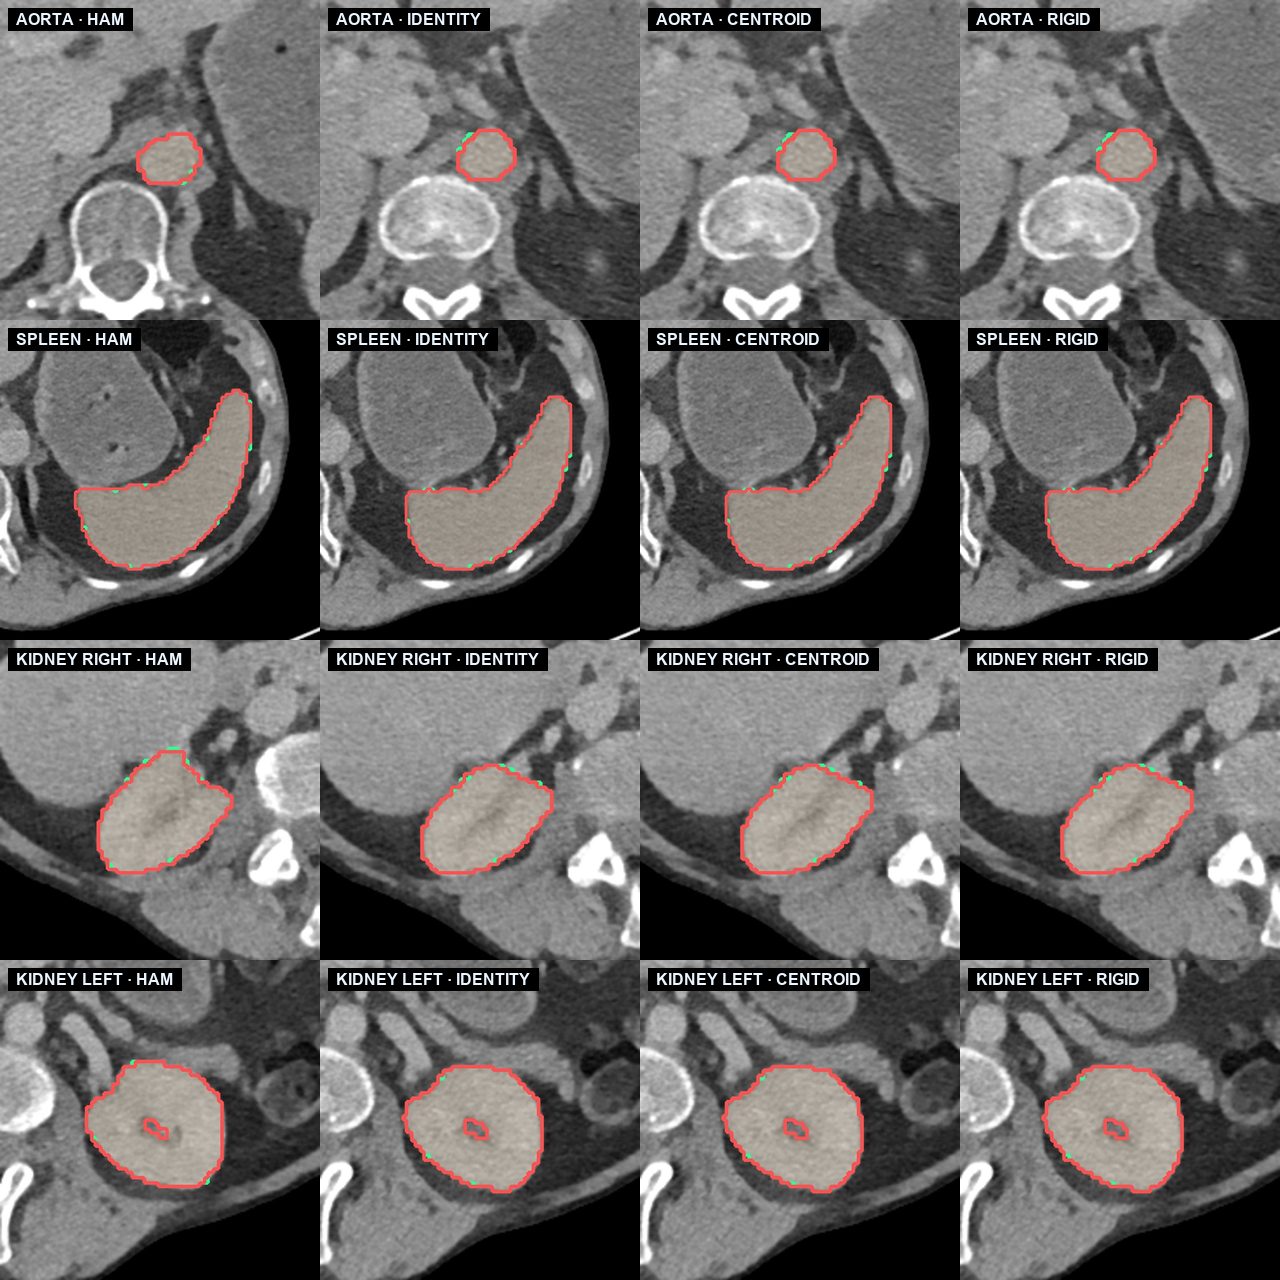 AORTA · HAM
AORTA · IDENTITY
AORTA · CENTROID
AORTA · RIGID
SPLEEN · HAM
SPLEEN · IDENTITY
SPLEEN · CENTROID
SPLEEN · RIGID
KIDNEY RIGHT · HAM
KIDNEY RIGHT · IDENTITY
KIDNEY RIGHT · CENTROID
KIDNEY RIGHT · RIGID
KIDNEY LEFT · HAM
KIDNEY LEFT · IDENTITY
KIDNEY LEFT · CENTROID
KIDNEY LEFT · RIGID